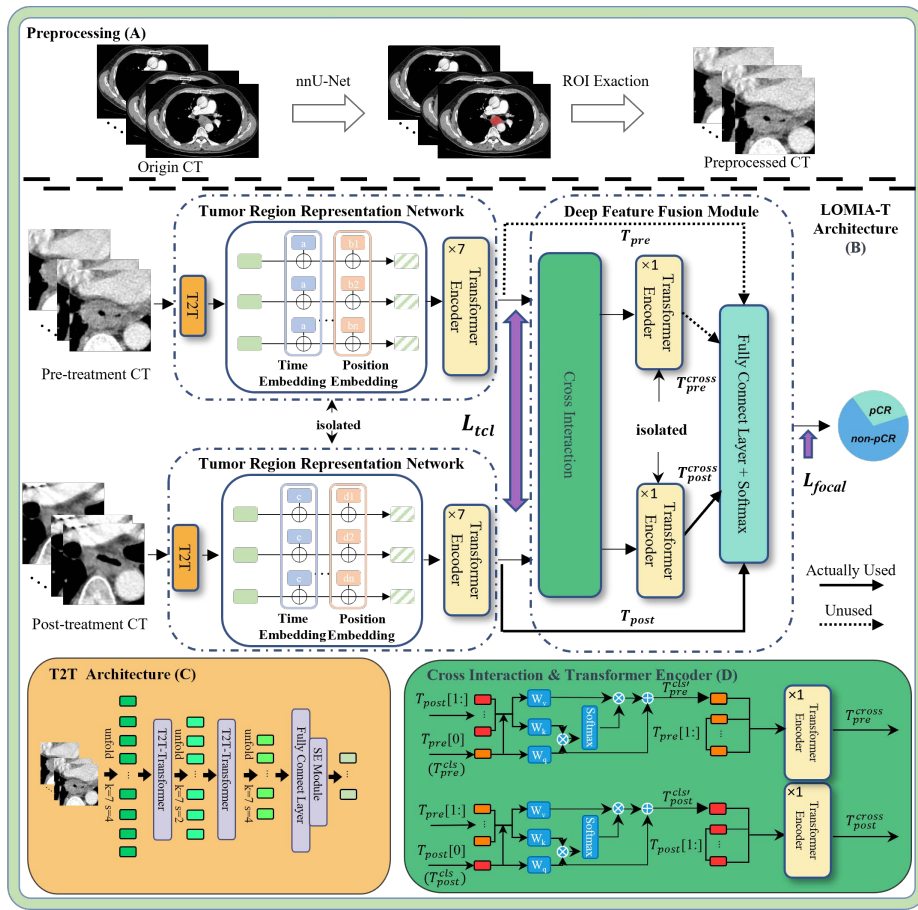 Preprocessing (A)
nnU-Net
ROI Exaction
Origin CT
Preprocessed CT
LOMIA-T
Architecture
(B)
Tumor Region Representation Network
T2T
a
b1
a
b2
a
bn
...
Time
Embedding
Position
Embedding
×7
Transformer
Encoder
Pre-treatment CT
isolated
Tumor Region Representation Network
T2T
c
d1
c
d2
c
dn
...
Time
Embedding
Position
Embedding
×7
Transformer
Encoder
Post-treatment CT
L_tcl
Deep Feature Fusion Module
T_pre
Cross Interaction
×1
Transformer
Encoder
T_pre^cross
isolated
T_post^cross
×1
Transformer
Encoder
T_post
Fully Connect Layer + Softmax
pCR
non-pCR
L_focal
Actually Used
Unused
T2T Architecture (C)
unfold
k=7 s=4
T2T-Transformer
unfold
k=7 s=2
T2T-Transformer
unfold
k=7 s=4
Fully Connect Layer
SE Module
Cross Interaction & Transformer Encoder (D)
T_post[1:]
T_pre[0]
(T_pre^cls)
W_v
W_k
W_q
Softmax
T_pre^cls'
T_pre[1:]
×1
Transformer
Encoder
T_pre^cross
T_pre[1:]
T_post[0]
(T_post^cls)
W_v
W_k
W_q
Softmax
T_post^cls'
T_post[1:]
×1
Transformer
Encoder
T_post^cross